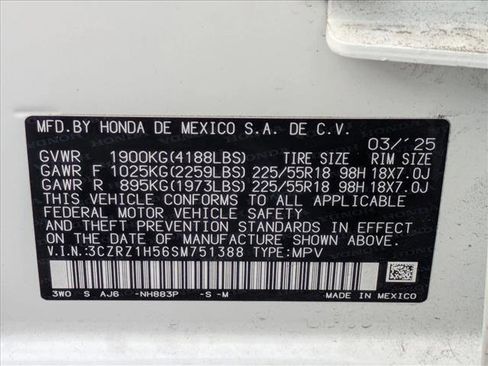 MFD.BY HONDA DE MEXICO S.A. DE C.V.
03/'25
GVWR 1900KG(4188LBS) TIRE SIZE RIM SIZE
GAWR F 1025KG(2259LBS) 225/55R18 98H 18X7.0J
GAWR R 895KG(1973LBS) 225/55R18 98H 18X7.0J
THIS VEHICLE CONFORMS TO ALL APPLICABLE
FEDERAL MOTOR VEHICLE SAFETY
AND THEFT PREVENTION STANDARDS IN EFFECT ON
THE DATE OF MANUFACTURE SHOWN ABOVE.
V.I.N.:3CZRZ1H56SM751388 TYPE:MPV
3WO S AJ6 -NH883P -S-M
MADE IN MEXICO